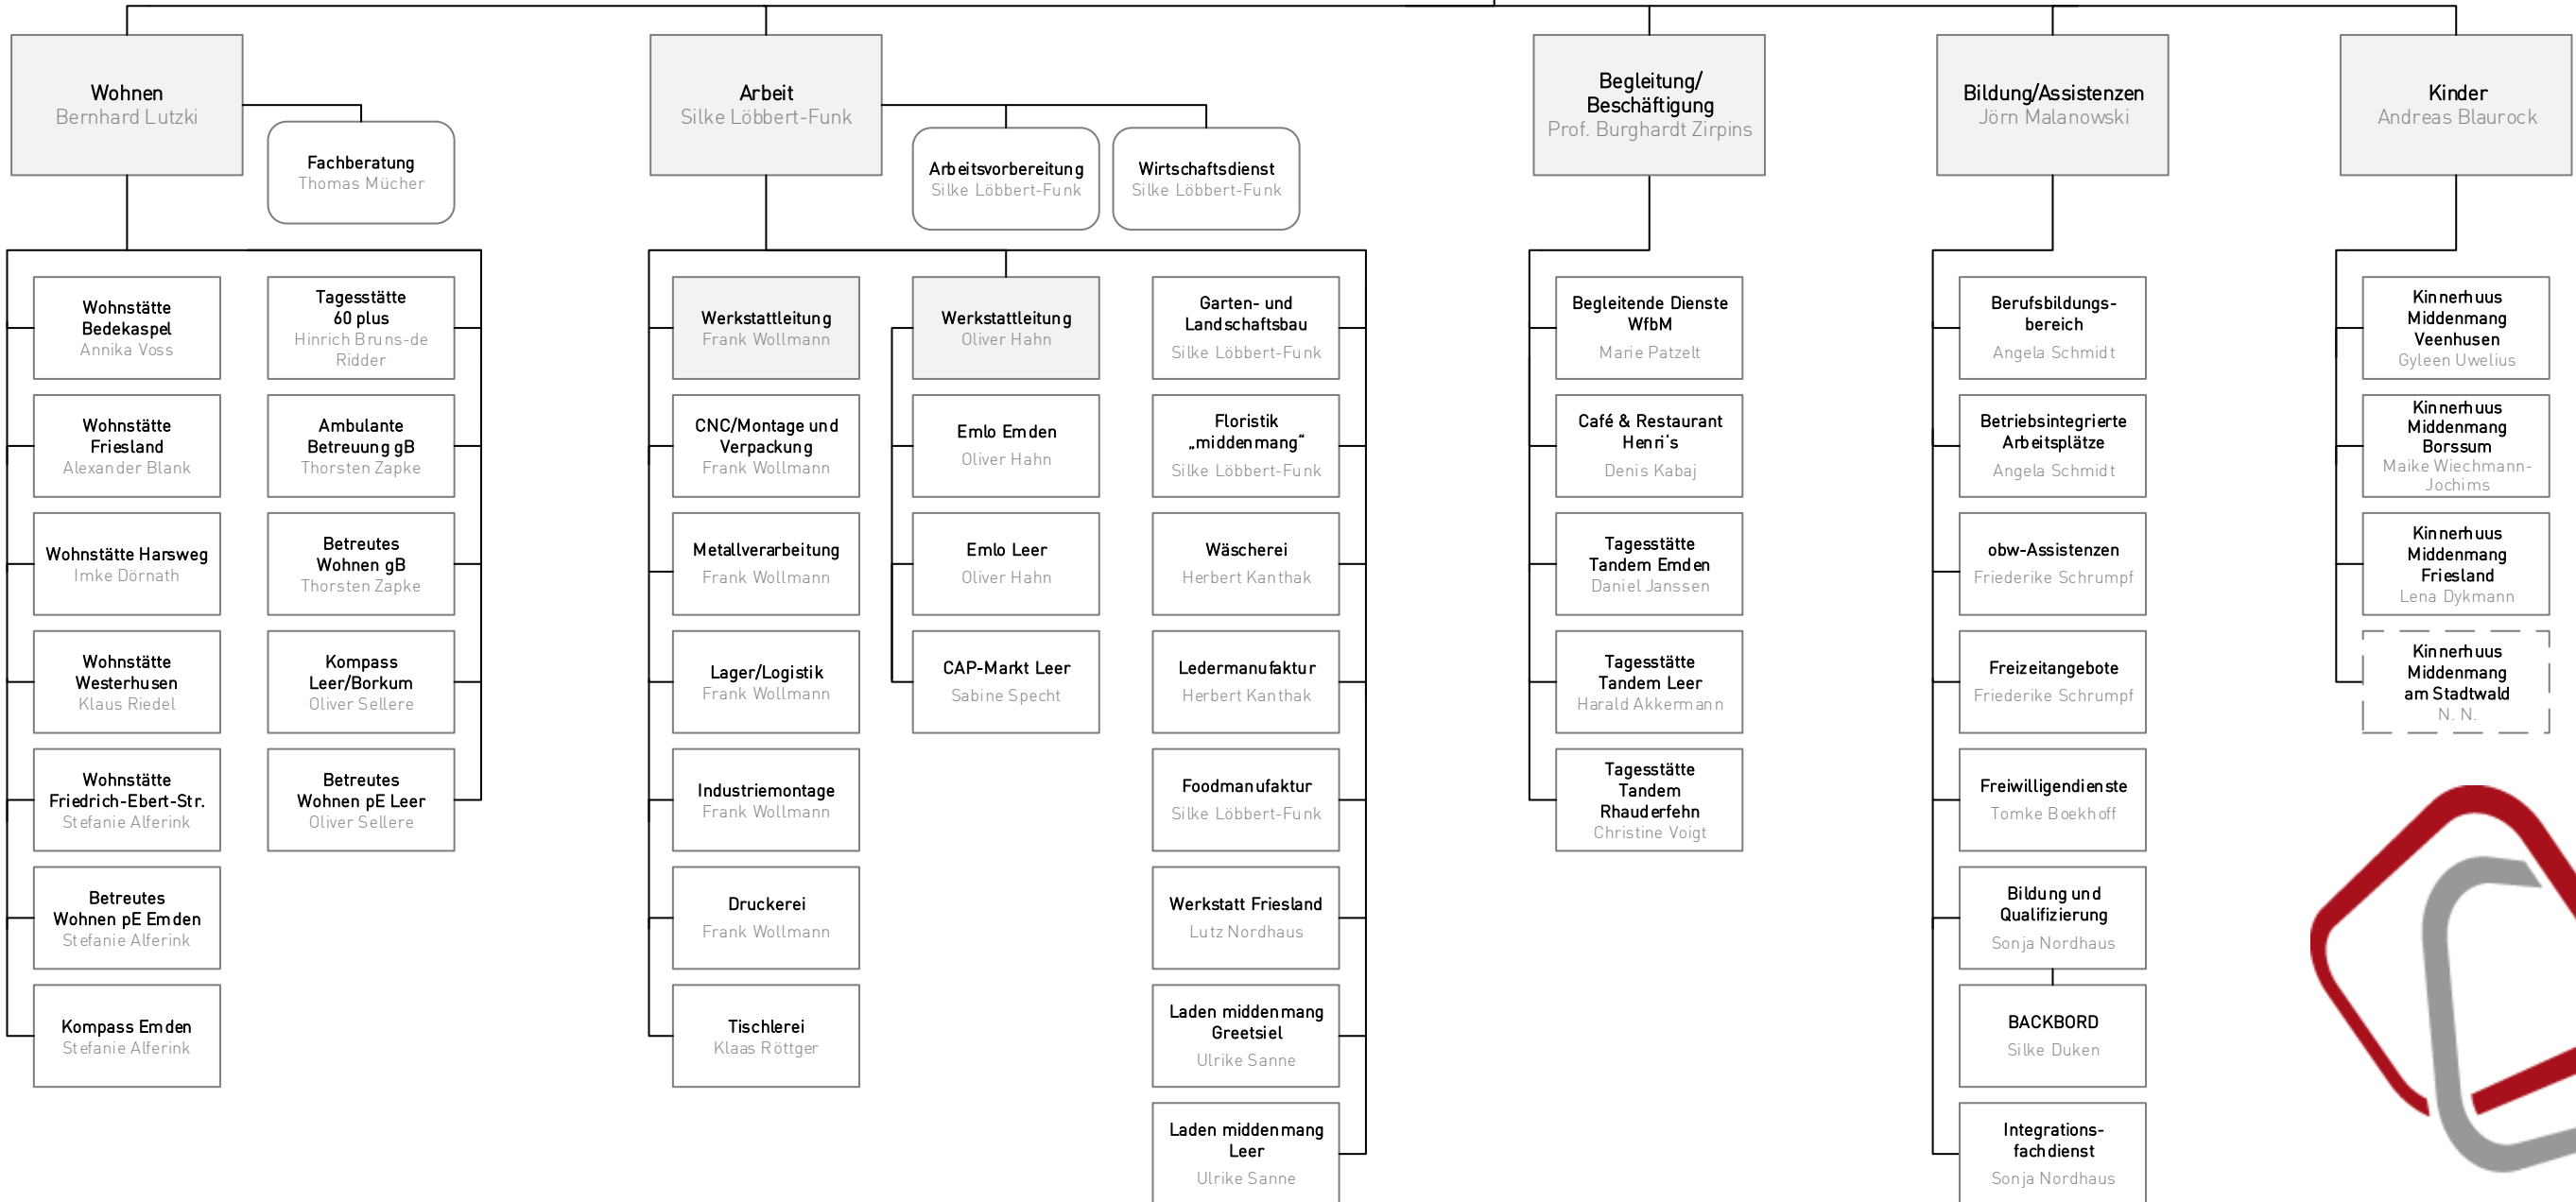 Wohnen
Bernhard Lutzki
Fachberatung
Thomas Mücher
Arbeit
Silke Löbbert-Funk
Arbeitsvorbereitung
Silke Löbbert-Funk
Wirtschaftsdienst
Silke Löbbert-Funk
Begleitung/
Beschäftigung
Prof. Burghardt Zirpins
Bildung/Assistenzen
Jörn Malanowski
Kinder
Andreas Blaurock
Wohnstätte
Bedekaspel
Annika Voss
Wohnstätte
Friesland
Alexander Blank
Wohnstätte Harsweg
Imke Dörnath
Wohnstätte
Westerhusen
Klaus Riedel
Wohnstätte
Friedrich-Ebert-Str.
Stefanie Alferink
Betreutes
Wohnen pE Emden
Stefanie Alferink
Kompass Emden
Stefanie Alferink
Tagesstätte
60 plus
Hinrich Bruns-de
Ridder
Ambulante
Betreuung gB
Thorsten Zapke
Betreutes
Wohnen gB
Thorsten Zapke
Kompass
Leer/Borkum
Oliver Sellere
Betreutes
Wohnen pE Leer
Oliver Sellere
Werkstattleitung
Frank Wollmann
CNC/Montage und
Verpackung
Frank Wollmann
Metallverarbeitung
Frank Wollmann
Lager/Logistik
Frank Wollmann
Industriemontage
Frank Wollmann
Druckerei
Frank Wollmann
Tischlerei
Klaas Röttger
Werkstattleitung
Oliver Hahn
Emlo Emden
Oliver Hahn
Emlo Leer
Oliver Hahn
CAP-Markt Leer
Sabine Specht
Garten- und
Landschaftsbau
Silke Löbbert-Funk
Floristik
„middenmang“
Silke Löbbert-Funk
Wäscherei
Herbert Kanthak
Ledermanufaktur
Herbert Kanthak
Foodmanufaktur
Silke Löbbert-Funk
Werkstatt Friesland
Lutz Nordhaus
Laden middenmang
Greetsiel
Ulrike Sanne
Laden middenmang
Leer
Ulrike Sanne
Begleitende Dienste
WfbM
Marie Patzelt
Café & Restaurant
Henri's
Denis Kabaj
Tagesstätte
Tandem Emden
Daniel Janssen
Tagesstätte
Tandem Leer
Harald Akkermann
Tagesstätte
Tandem
Rhauderfehn
Christine Voigt
Berufsbildungs-
bereich
Angela Schmidt
Betriebsintegrierte
Arbeitsplätze
Angela Schmidt
obw-Assistenzen
Friederike Schrumpf
Freizeitangebote
Friederike Schrumpf
Freiwilligendienste
Tomke Boekhoff
Bildung und
Qualifizierung
Sonja Nordhaus
BACKBORD
Silke Duken
Integrations-
fachdienst
Sonja Nordhaus
Kinnerhuus
Middenmang
Veenhusen
Gyleen Uwelius
Kinnerhuus
Middenmang
Borssum
Maike Wiechmann-
Jochims
Kinnerhuus
Middenmang
Friesland
Lena Dykmann
Kinnerhuus
Middenmang
am Stadtwald
N. N.